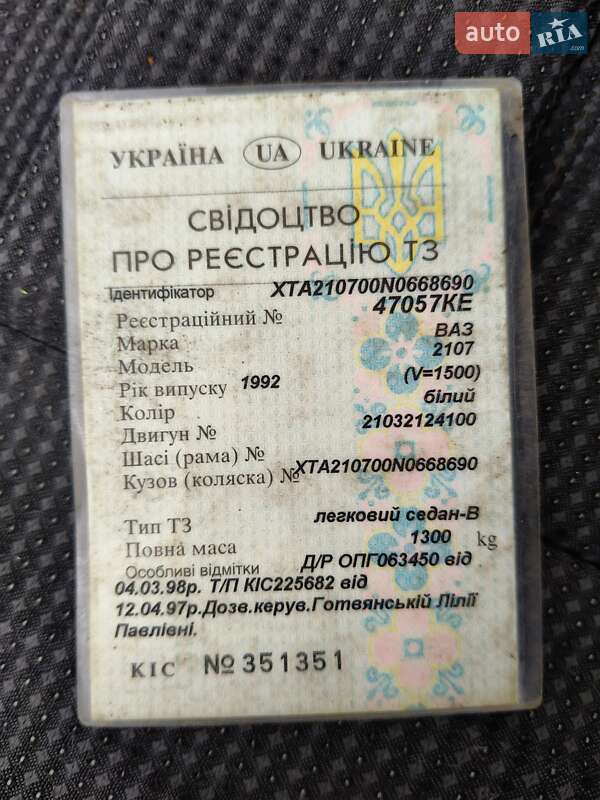 auto RIA .com
УКРАЇНА UA UKRAINE
СВІДОЦТВО
ПРО РЕЄСТРАЦІЮ ТЗ
Ідентифікатор XTA210700N0668690
Реєстраційний № 47057KE
Марка ВАЗ
Модель 2107
Рік випуску 1992 (V=1500)
Колір білий
Двигун № 21032124100
Шасі (рама) №
Кузов (коляска) № XTA210700N0668690
Тип ТЗ легковий седан-В
Повна маса 1300 kg
Особливі відмітки Д/Р ОПГ063450 від
04.03.98р. Т/П КІС225682 від
12.04.97р.Дозв.керув.Готвянській Лілії
Павлівні.
КІС № 351351